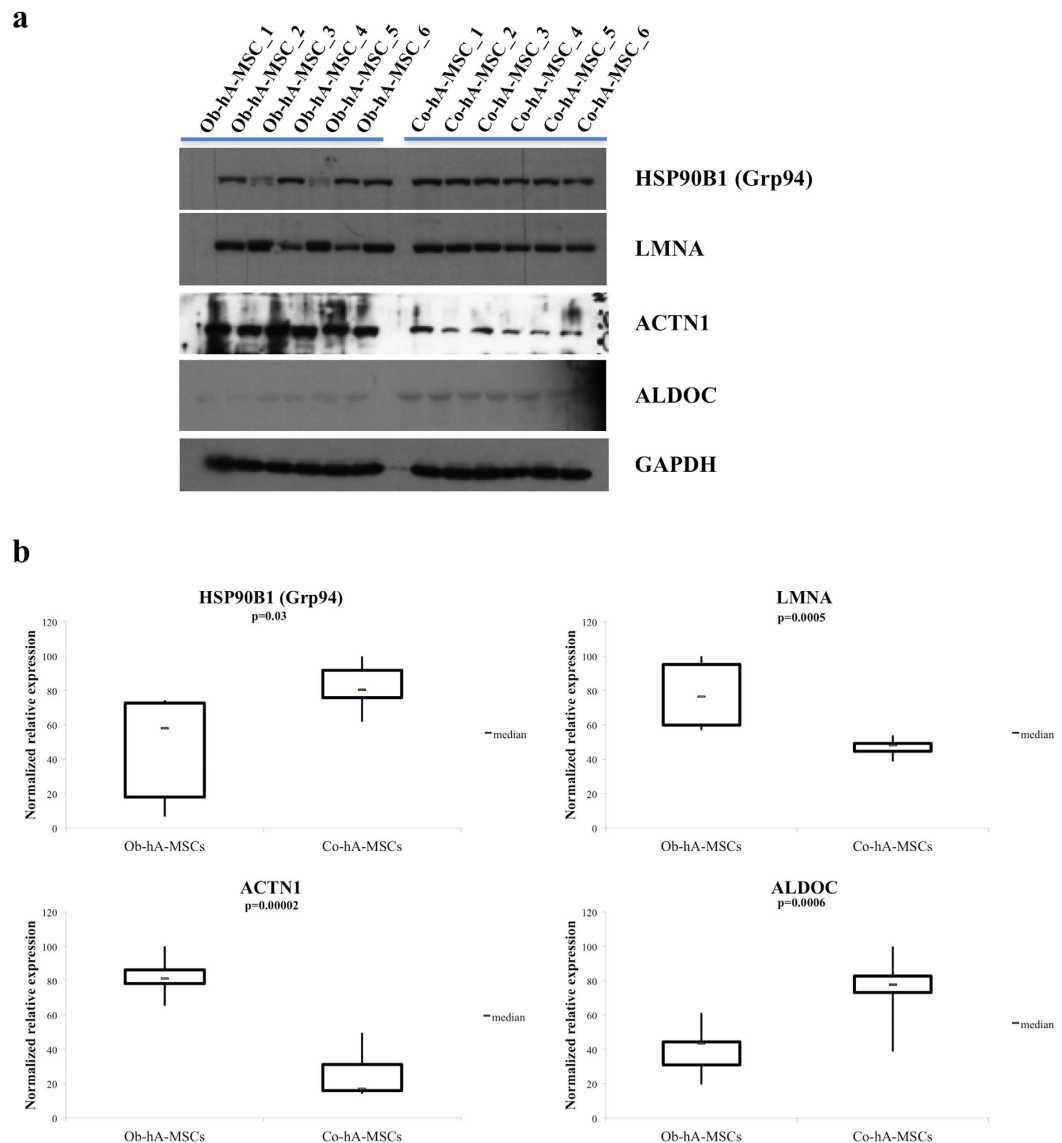 a
Ob-hA-MSC_1
Ob-hA-MSC_2
Ob-hA-MSC_3
Ob-hA-MSC_4
Ob-hA-MSC_5
Ob-hA-MSC_6
Co-hA-MSC_1
Co-hA-MSC_2
Co-hA-MSC_3
Co-hA-MSC_4
Co-hA-MSC_5
Co-hA-MSC_6
HSP90B1 (Grp94)
LMNA
ACTN1
ALDOC
GAPDH
b
HSP90B1 (Grp94)
p=0.03
Normalized relative expression
120
100
80
60
40
20
0
Ob-hA-MSCs
Co-hA-MSCs
median
LMNA
p=0.0005
Normalized relative expression
120
100
80
60
40
20
0
Ob-hA-MSCs
Co-hA-MSCs
median
ACTN1
p=0.00002
Normalized relative expression
120
100
80
60
40
20
0
Ob-hA-MSCs
Co-hA-MSCs
median
ALDOC
p=0.0006
Normalized relative expression
120
100
80
60
40
20
0
Ob-hA-MSCs
Co-hA-MSCs
median